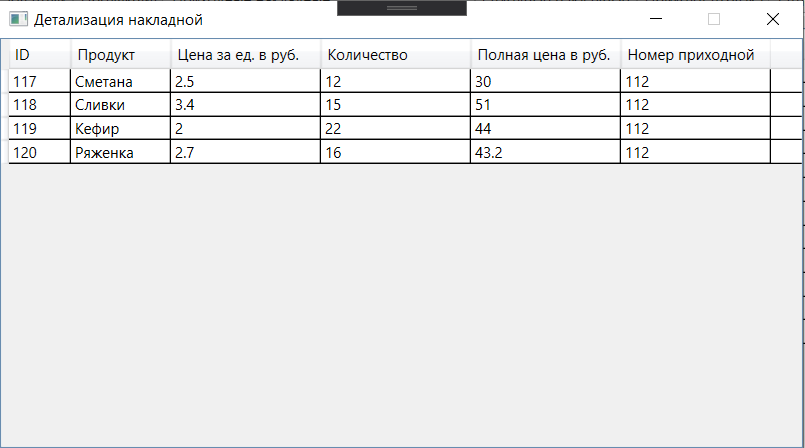 Детализация накладной
ID Продукт Цена за ед. в руб. Количество Полная цена в руб. Номер приходной
117 Сметана 2.5 12 30 112
118 Сливки 3.4 15 51 112
119 Кефир 2 22 44 112
120 Ряженка 2.7 16 43.2 112